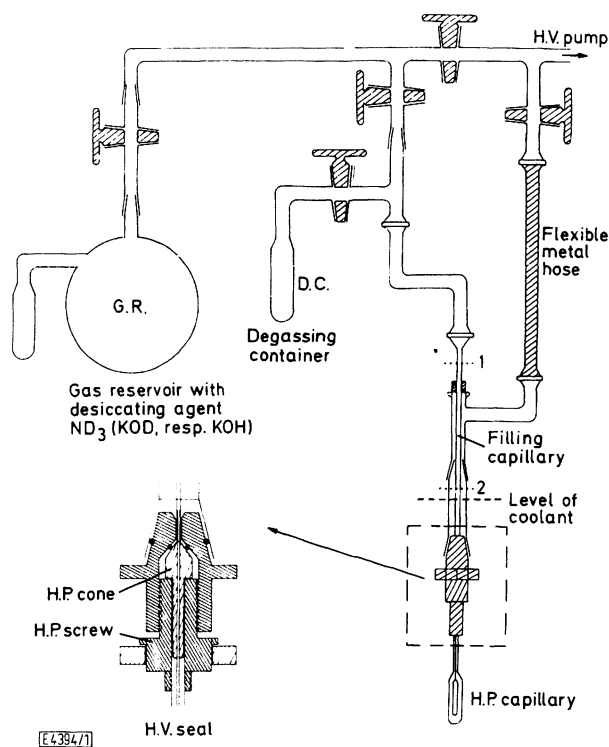 H.V. pump
G.R.
D.C.
Degassing
container
Flexible
metal
hose
Gas reservoir with
desiccating agent
ND₃ (KOD, resp. KOH)
1
Filling
capillary
2
Level of
coolant
H.P. cone
H.P. screw
H.V. seal
H.P. capillary
E4394/1